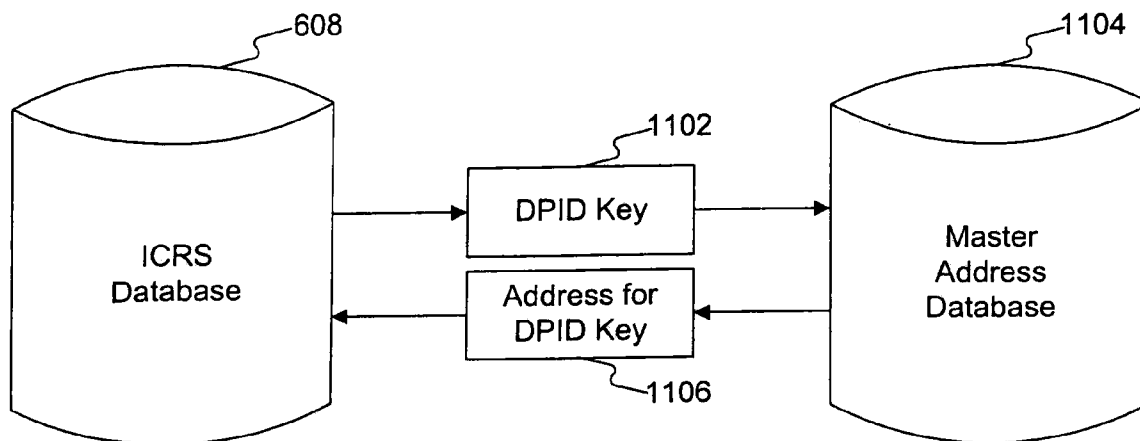 608
1104
1102
DPID Key
ICRS
Database
Master
Address
Database
Address for
DPID Key
1106